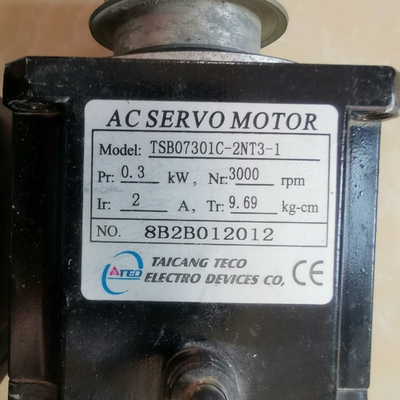 AC SERVO MOTOR
Model: TSB07301C-2NT3-1
Pr: 0.3 kW, Nr: 3000 rpm
Ir: 2 A, Tr: 9.69 kg-cm
NO. 8B2B012012
ATED TAICANG TECO
ELECTRO DEVICES CO, CE